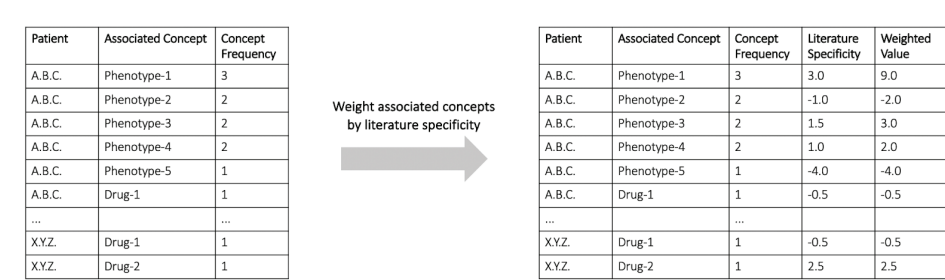 Patient Associated Concept Concept Frequency
A.B.C. Phenotype-1 3
A.B.C. Phenotype-2 2
A.B.C. Phenotype-3 2
A.B.C. Phenotype-4 2
A.B.C. Phenotype-5 1
A.B.C. Drug-1 1
... ...
X.Y.Z. Drug-1 1
X.Y.Z. Drug-2 1
Weight associated concepts
by literature specificity
Patient Associated Concept Concept Frequency Literature Specificity Weighted Value
A.B.C. Phenotype-1 3 3.0 9.0
A.B.C. Phenotype-2 2 -1.0 -2.0
A.B.C. Phenotype-3 2 1.5 3.0
A.B.C. Phenotype-4 2 1.0 2.0
A.B.C. Phenotype-5 1 -4.0 -4.0
A.B.C. Drug-1 1 -0.5 -0.5
... ...
X.Y.Z. Drug-1 1 -0.5 -0.5
X.Y.Z. Drug-2 1 2.5 2.5